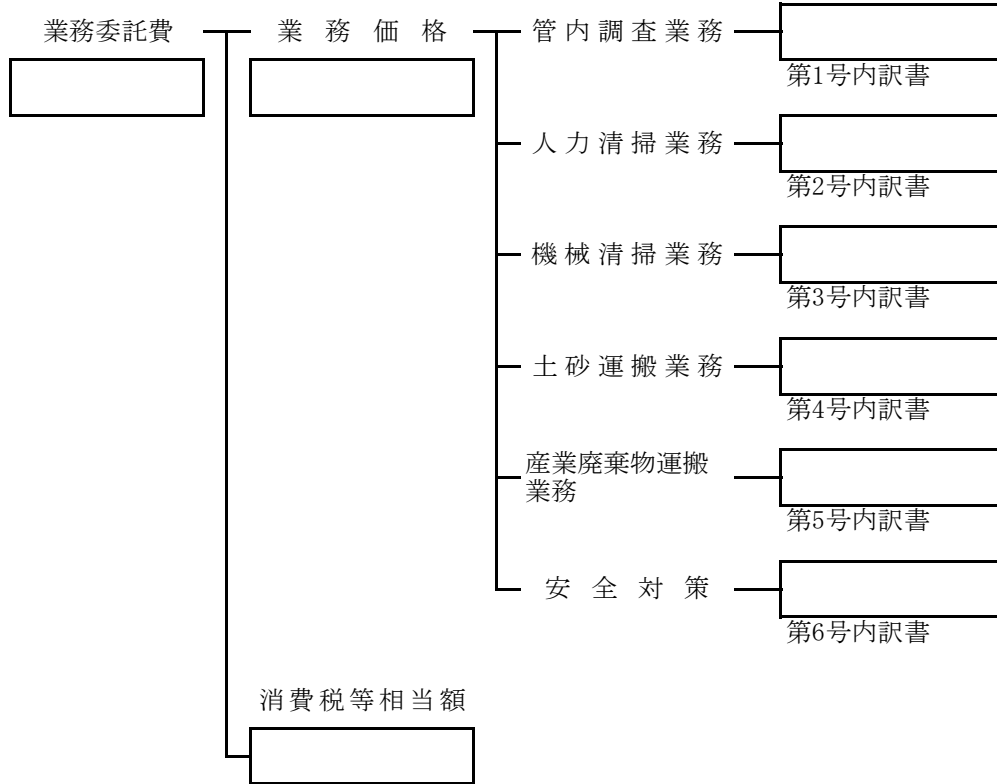 業務委託費
業務価格
管内調査業務
第1号内訳書
人力清掃業務
第2号内訳書
機械清掃業務
第3号内訳書
土砂運搬業務
第4号内訳書
産業廃棄物運搬
業務
第5号内訳書
安全対策
第6号内訳書
消費税等相当額